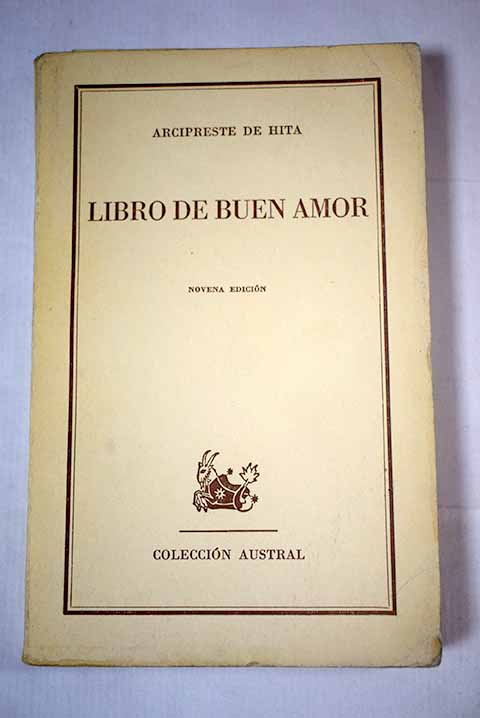 ARCIPRESTE DE HITA
LIBRO DE BUEN AMOR
NOVENA EDICIÓN
COLECCIÓN AUSTRAL